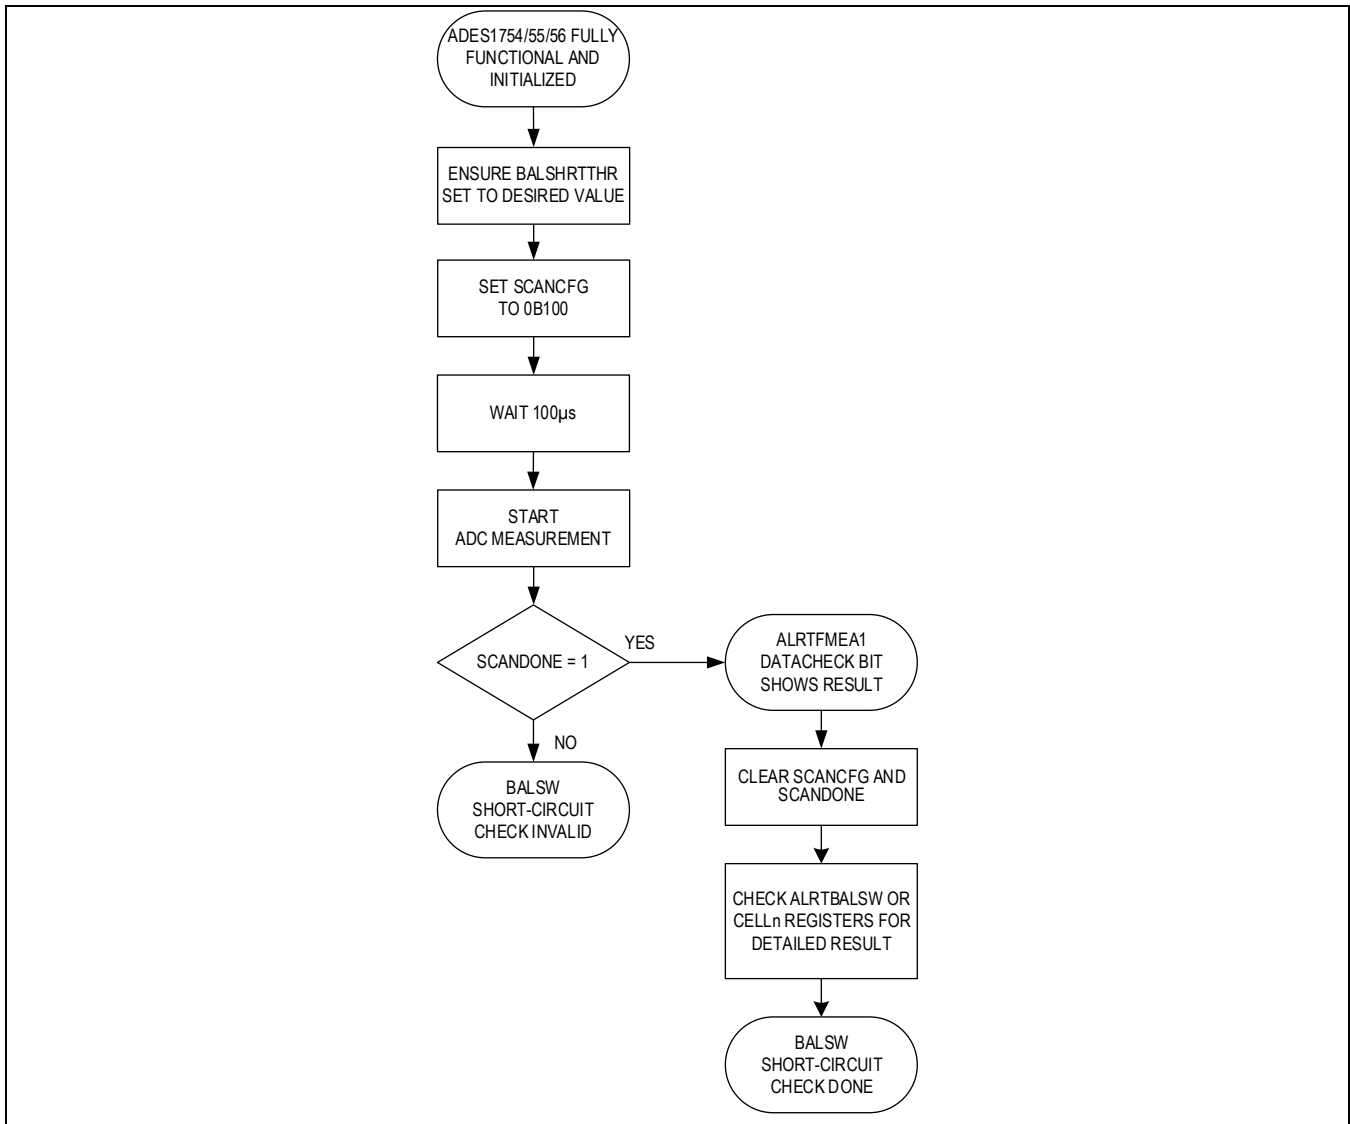 ADES1754/55/56 FULLY
FUNCTIONAL AND
INITIALIZED
ENSURE BALSHRTTHR
SET TO DESIRED VALUE
SET SCANCFG
TO 0B100
WAIT 100µs
START
ADC MEASUREMENT
SCANDONE = 1
YES
NO
BALSW
SHORT-CIRCUIT
CHECK INVALID
ALRTFMEA1
DATACHECK BIT
SHOWS RESULT
CLEAR SCANCFG AND
SCANDONE
CHECK ALRTBALSW OR
CELLn REGISTERS FOR
DETAILED RESULT
BALSW
SHORT-CIRCUIT
CHECK DONE